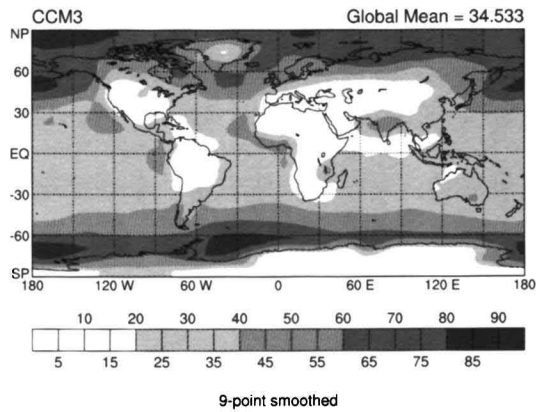 CCM3 Global Mean = 34.533
NP
60
30
EQ
-30
-60
SP
180 120 W 60 W 0 60 E 120 E 180
10 20 30 40 50 60 70 80 90
5 15 25 35 45 55 65 75 85
9-point smoothed